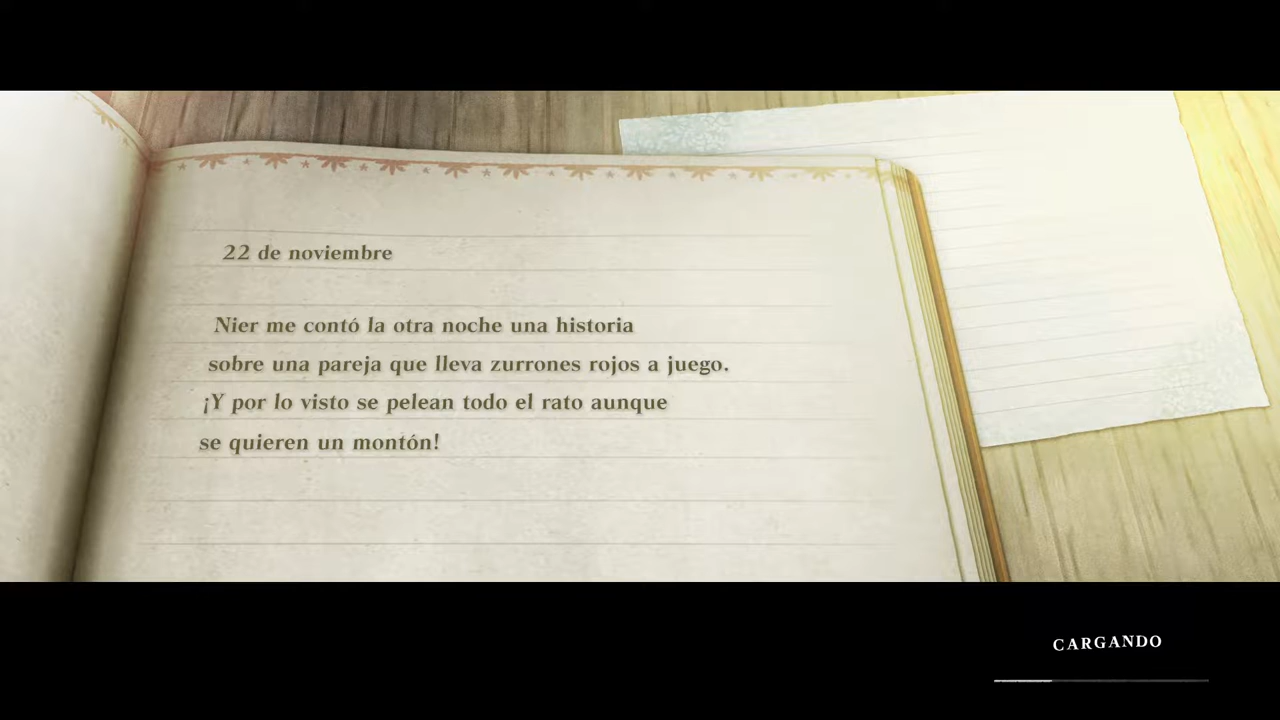 22 de noviembre
Nier me contó la otra noche una historia
sobre una pareja que lleva zurrones rojos a juego.
¡Y por lo visto se pelean todo el rato aunque
se quieren un montón!
CARGANDO